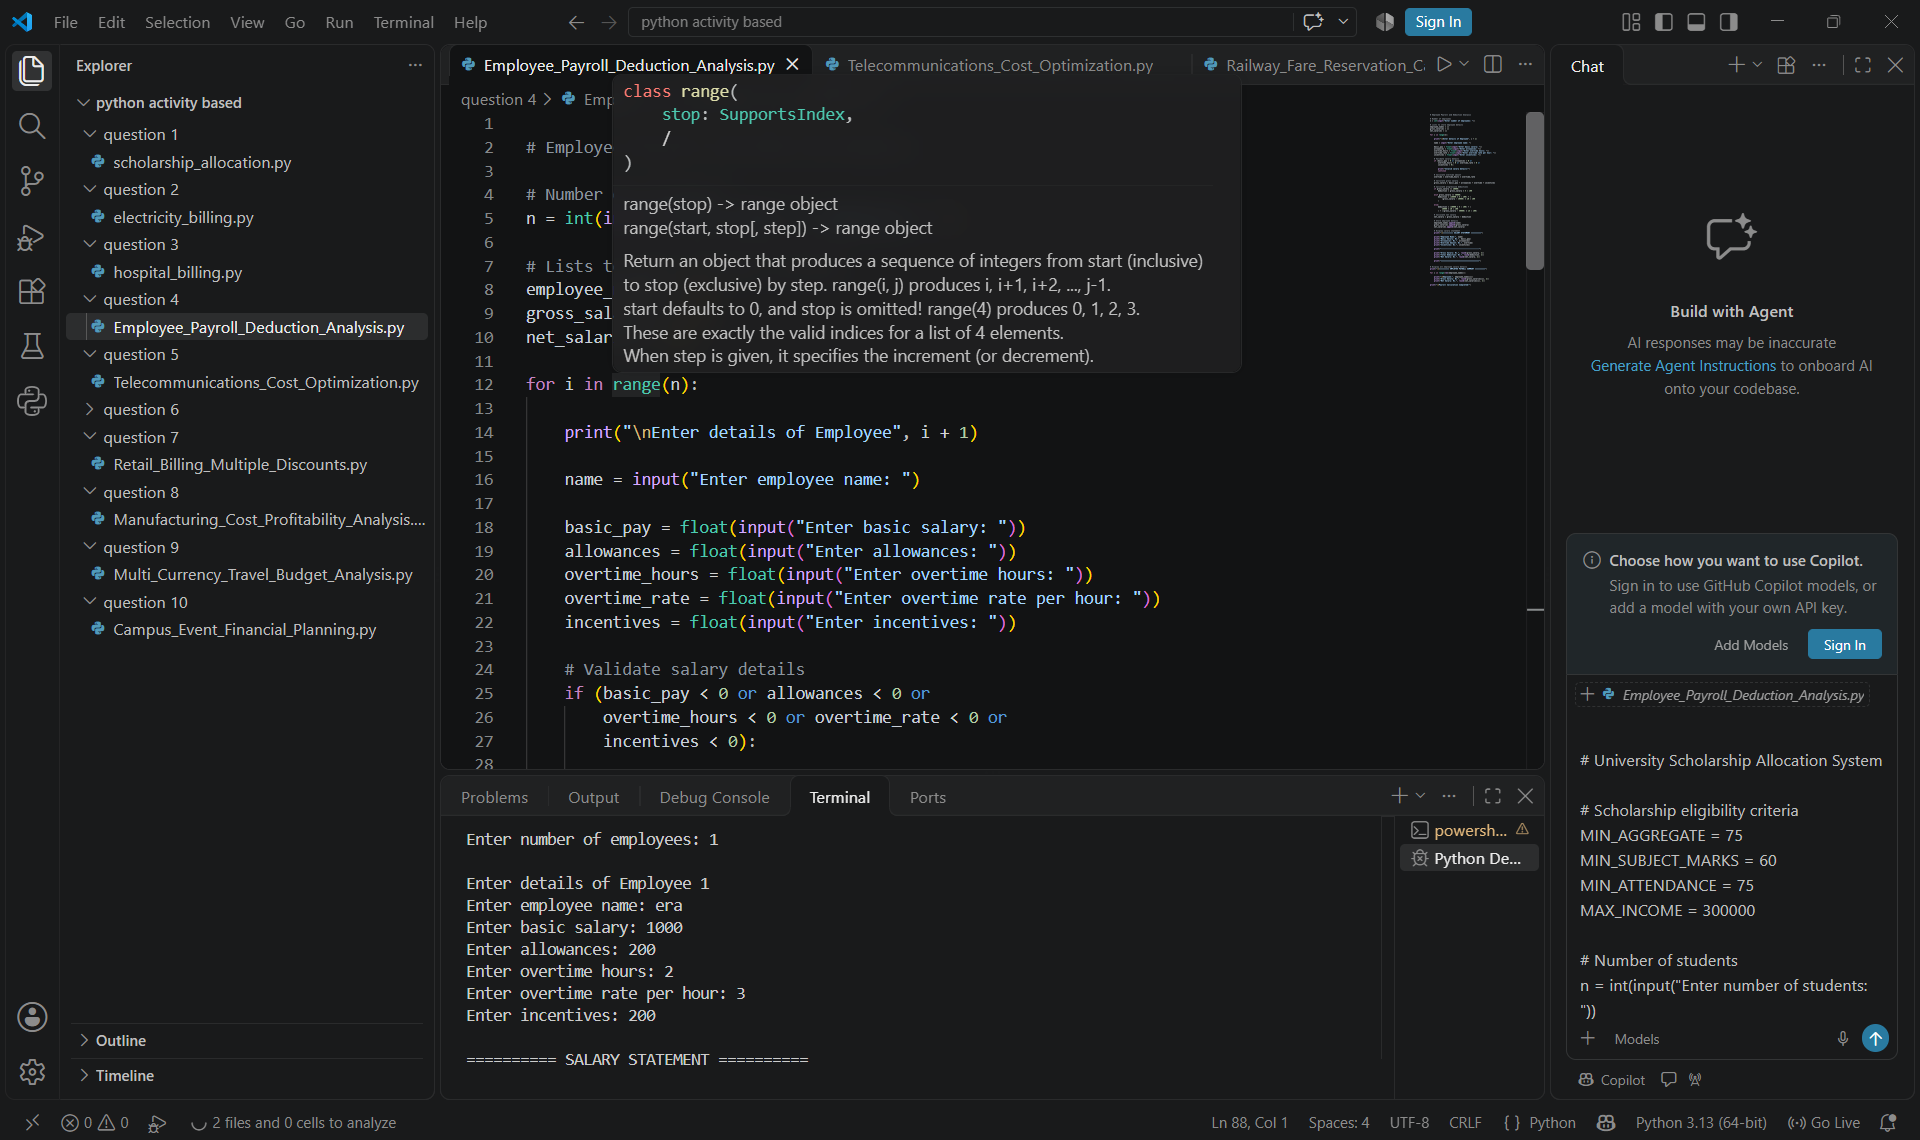 File Edit Selection View Go Run Terminal Help
python activity based
Sign In
Explorer
python activity based
question 1
scholarship_allocation.py
question 2
electricity_billing.py
question 3
hospital_billing.py
question 4
Employee_Payroll_Deduction_Analysis.py
question 5
Telecommunications_Cost_Optimization.py
question 6
question 7
Retail_Billing_Multiple_Discounts.py
question 8
Manufacturing_Cost_Profitability_Analysis....
question 9
Multi_Currency_Travel_Budget_Analysis.py
question 10
Campus_Event_Financial_Planning.py
Outline
Timeline
Employee_Payroll_Deduction_Analysis.py
Telecommunications_Cost_Optimization.py
Railway_Fare_Reservation_C
question 4 > Emp
class range(
stop: SupportsIndex,
/
)
range(stop) -> range object
range(start, stop[, step]) -> range object
Return an object that produces a sequence of integers from start (inclusive)
to stop (exclusive) by step. range(i, j) produces i, i+1, i+2, ..., j-1.
start defaults to 0, and stop is omitted! range(4) produces 0, 1, 2, 3.
These are exactly the valid indices for a list of 4 elements.
When step is given, it specifies the increment (or decrement).
1
2 # Employe
3
4 # Number
5 n = int(i
6
7 # Lists t
8 employee_
9 gross_sal
10 net_salar
11
12 for i in range(n):
13
14 print("\nEnter details of Employee", i + 1)
15
16 name = input("Enter employee name: ")
17
18 basic_pay = float(input("Enter basic salary: "))
19 allowances = float(input("Enter allowances: "))
20 overtime_hours = float(input("Enter overtime hours: "))
21 overtime_rate = float(input("Enter overtime rate per hour: "))
22 incentives = float(input("Enter incentives: "))
23
24 # Validate salary details
25 if (basic_pay < 0 or allowances < 0 or
26 overtime_hours < 0 or overtime_rate < 0 or
27 incentives < 0):
28
Problems Output Debug Console Terminal Ports
Enter number of employees: 1
Enter details of Employee 1
Enter employee name: era
Enter basic salary: 1000
Enter allowances: 200
Enter overtime hours: 2
Enter overtime rate per hour: 3
Enter incentives: 200
========== SALARY STATEMENT ==========
powersh...
Python De...
Chat
Build with Agent
AI responses may be inaccurate
Generate Agent Instructions to onboard AI
onto your codebase.
Choose how you want to use Copilot.
Sign in to use GitHub Copilot models, or
add a model with your own API key.
Add Models Sign In
Employee_Payroll_Deduction_Analysis.py
# University Scholarship Allocation System
# Scholarship eligibility criteria
MIN_AGGREGATE = 75
MIN_SUBJECT_MARKS = 60
MIN_ATTENDANCE = 75
MAX_INCOME = 300000
# Number of students
n = int(input("Enter number of students:
"))
Models
Copilot
0 0 2 files and 0 cells to analyze
Ln 88, Col 1 Spaces: 4 UTF-8 CRLF { } Python Python 3.13 (64-bit) Go Live